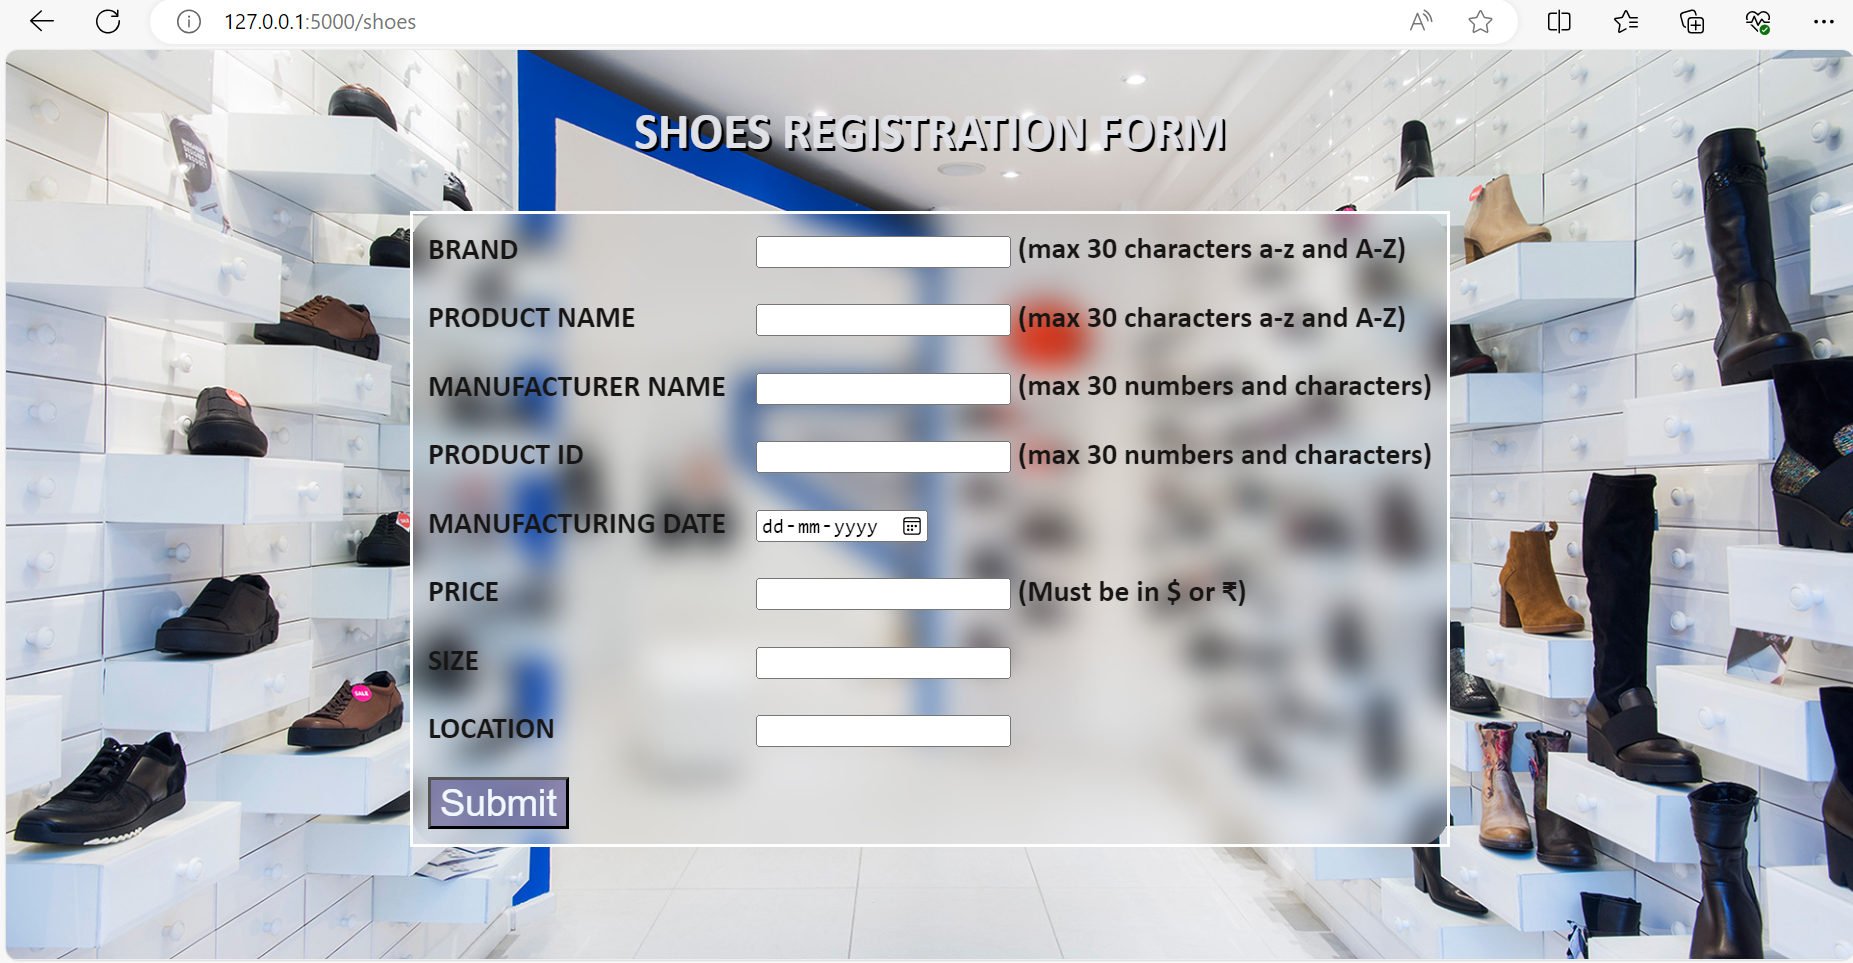 127.0.0.1:5000/shoes
SHOES REGISTRATION FORM
BRAND (max 30 characters a-z and A-Z)
PRODUCT NAME (max 30 characters a-z and A-Z)
MANUFACTURER NAME (max 30 numbers and characters)
PRODUCT ID (max 30 numbers and characters)
MANUFACTURING DATE dd-mm-yyyy
PRICE (Must be in $ or ₹)
SIZE
LOCATION
Submit
SALE